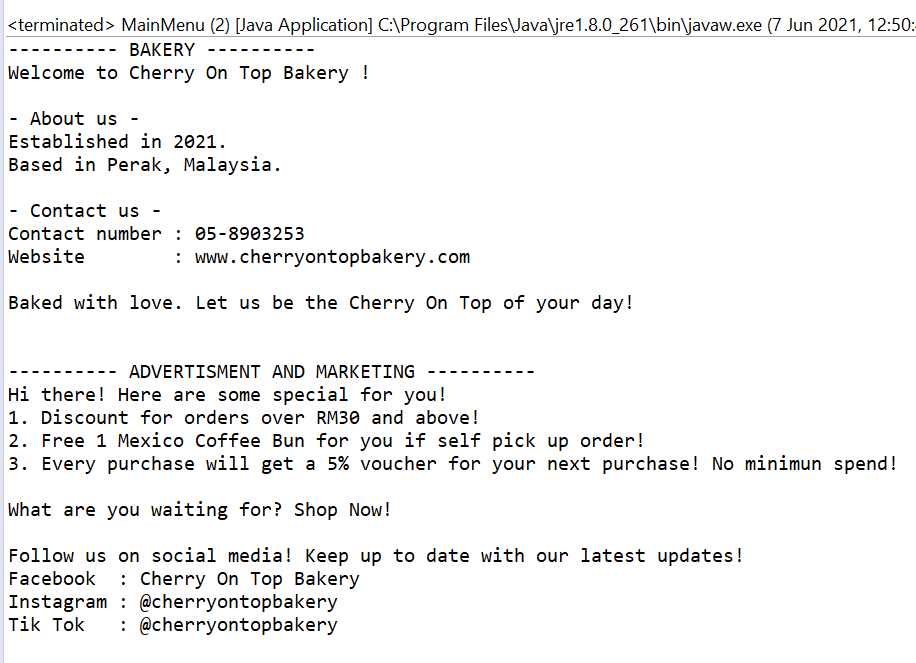 <terminated> MainMenu (2) [Java Application] C:\Program Files\Java\jre1.8.0_261\bin\javaw.exe (7 Jun 2021, 12:50:
---------- BAKERY ----------
Welcome to Cherry On Top Bakery !
- About us -
Established in 2021.
Based in Perak, Malaysia.
- Contact us -
Contact number : 05-8903253
Website        : www.cherryontopbakery.com
Baked with love. Let us be the Cherry On Top of your day!
---------- ADVERTISMENT AND MARKETING ----------
Hi there! Here are some special for you!
1. Discount for orders over RM30 and above!
2. Free 1 Mexico Coffee Bun for you if self pick up order!
3. Every purchase will get a 5% voucher for your next purchase! No minimun spend!
What are you waiting for? Shop Now!
Follow us on social media! Keep up to date with our latest updates!
Facebook  : Cherry On Top Bakery
Instagram : @cherryontopbakery
Tik Tok   : @cherryontopbakery